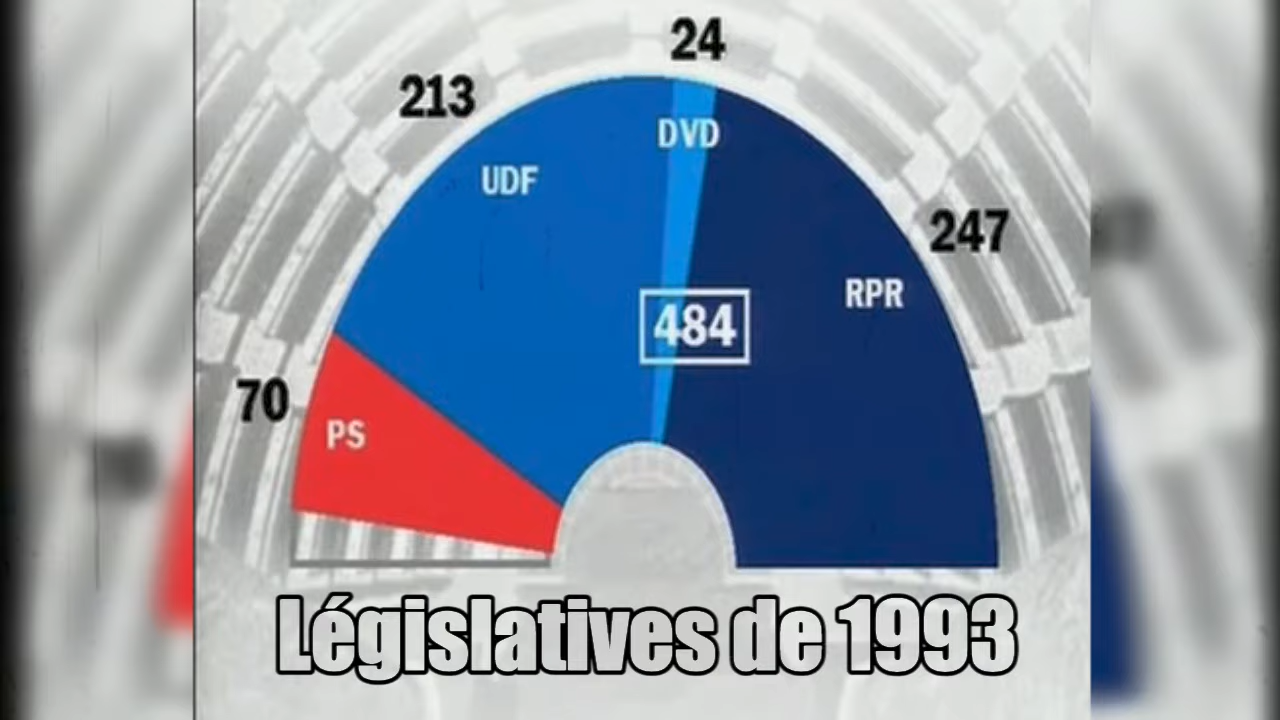 24
213
DVD
UDF
247
RPR
484
70
PS
Législatives de 1993